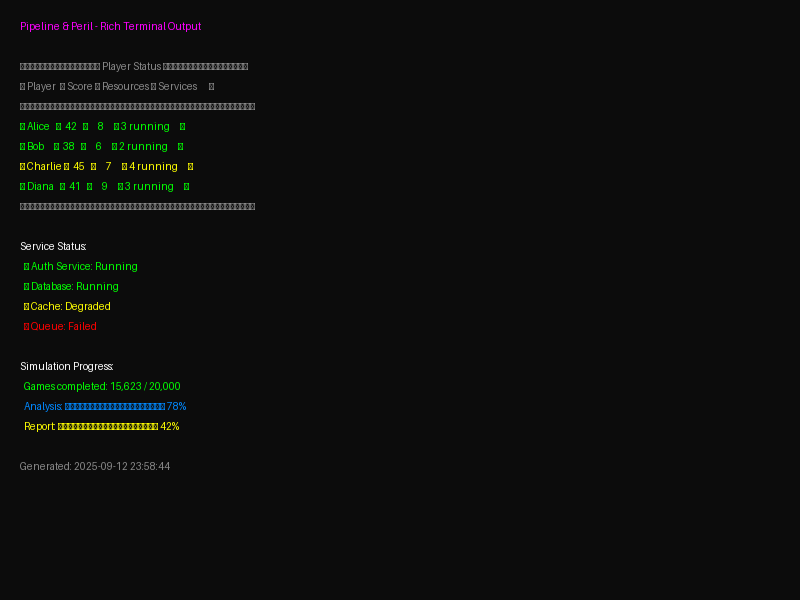 Pipeline & Peril - Rich Terminal Output
Player Status
Player Score Resources Services
Alice 42 8 3 running
Bob 38 6 2 running
Charlie 45 7 4 running
Diana 41 9 3 running
Service Status:
Auth Service: Running
Database: Running
Cache: Degraded
Queue: Failed
Simulation Progress:
Games completed: 15,623 / 20,000
Analysis: 78%
Report: 42%
Generated: 2025-09-12 23:58:44